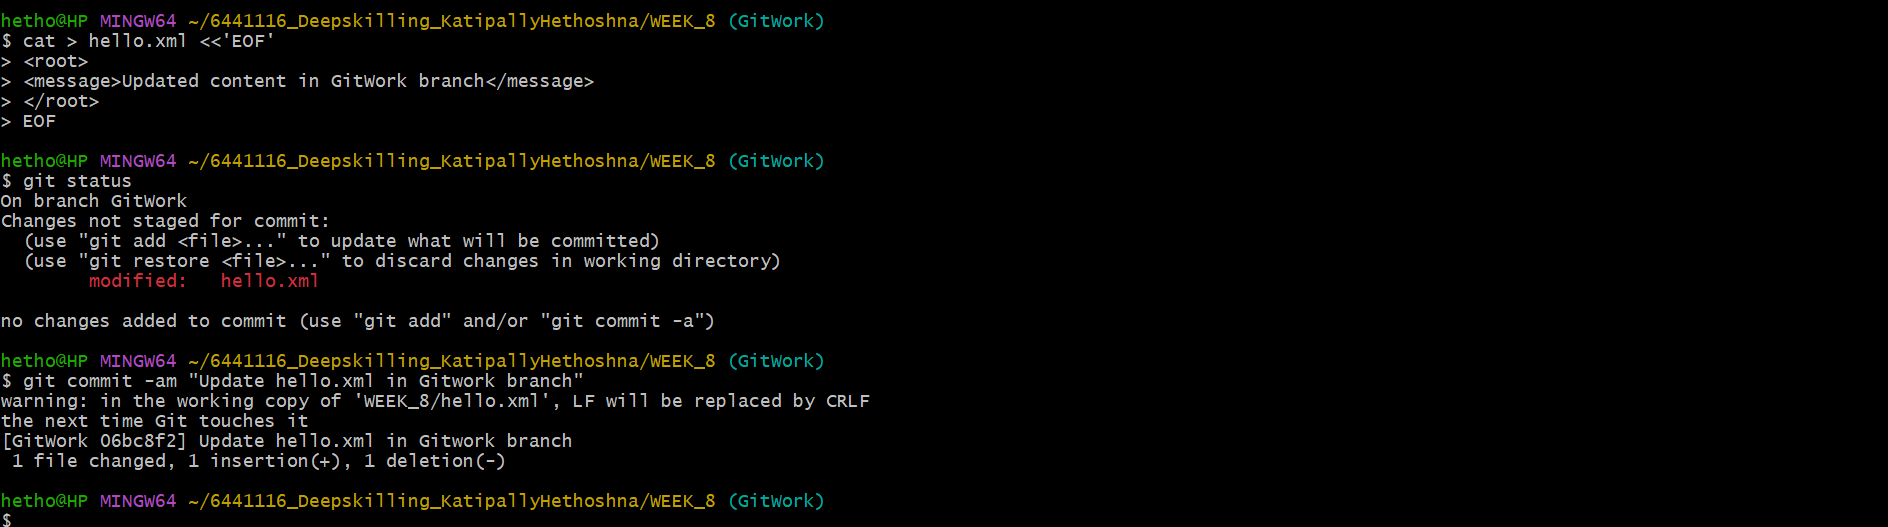 hetho@HP MINGW64 ~/6441116_Deepskilling_KatipallyHethoshna/WEEK_8 (GitWork)
$ cat > hello.xml <<'EOF'
> <root>
> <message>Updated content in GitWork branch</message>
> </root>
> EOF

hetho@HP MINGW64 ~/6441116_Deepskilling_KatipallyHethoshna/WEEK_8 (GitWork)
$ git status
On branch GitWork
Changes not staged for commit:
  (use "git add <file>..." to update what will be committed)
  (use "git restore <file>..." to discard changes in working directory)
        modified:   hello.xml

no changes added to commit (use "git add" and/or "git commit -a")

hetho@HP MINGW64 ~/6441116_Deepskilling_KatipallyHethoshna/WEEK_8 (GitWork)
$ git commit -am "Update hello.xml in Gitwork branch"
warning: in the working copy of 'WEEK_8/hello.xml', LF will be replaced by CRLF
the next time Git touches it
[GitWork 06bc8f2] Update hello.xml in Gitwork branch
 1 file changed, 1 insertion(+), 1 deletion(-)

hetho@HP MINGW64 ~/6441116_Deepskilling_KatipallyHethoshna/WEEK_8 (GitWork)
$